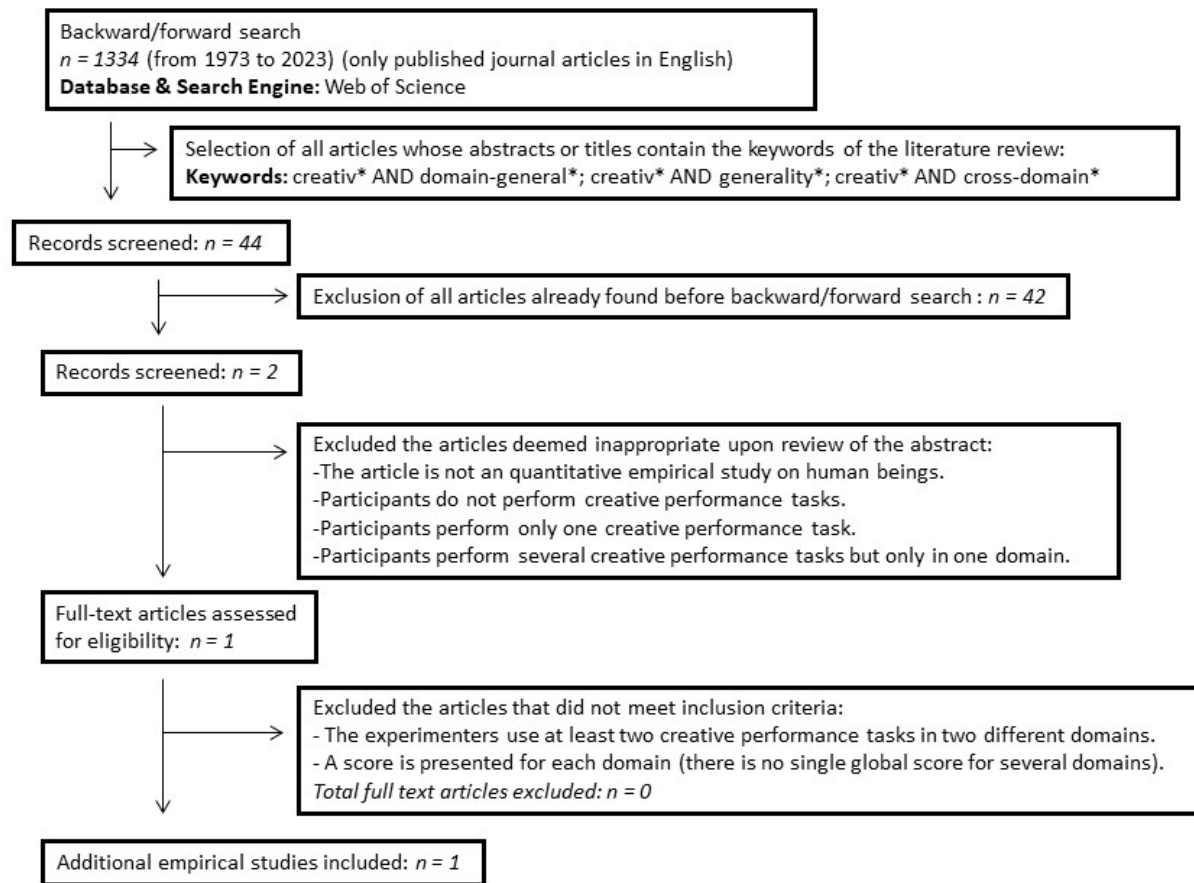 Backward/forward search
n = 1334 (from 1973 to 2023) (only published journal articles in English)
Database & Search Engine: Web of Science
Selection of all articles whose abstracts or titles contain the keywords of the literature review:
Keywords: creativ* AND domain-general*; creativ* AND generality*; creativ* AND cross-domain*
Records screened: n = 44
Exclusion of all articles already found before backward/forward search : n = 42
Records screened: n = 2
Excluded the articles deemed inappropriate upon review of the abstract:
-The article is not an quantitative empirical study on human beings.
-Participants do not perform creative performance tasks.
-Participants perform only one creative performance task.
-Participants perform several creative performance tasks but only in one domain.
Full-text articles assessed
for eligibility: n = 1
Excluded the articles that did not meet inclusion criteria:
- The experimenters use at least two creative performance tasks in two different domains.
- A score is presented for each domain (there is no single global score for several domains).
Total full text articles excluded: n = 0
Additional empirical studies included: n = 1